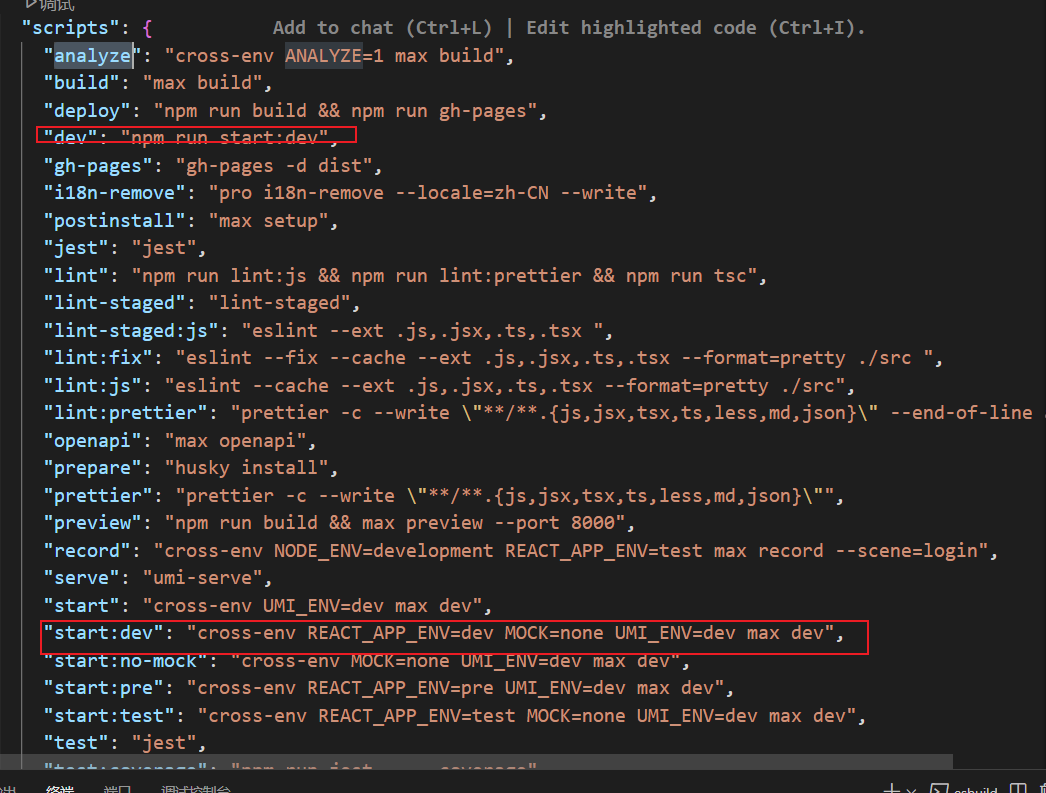 调试
"scripts": {          Add to chat (Ctrl+L) | Edit highlighted code (Ctrl+I).
"analyze": "cross-env ANALYZE=1 max build",
"build": "max build",
"deploy": "npm run build && npm run gh-pages",
"dev": "npm run start:dev",
"gh-pages": "gh-pages -d dist",
"i18n-remove": "pro i18n-remove --locale=zh-CN --write",
"postinstall": "max setup",
"jest": "jest",
"lint": "npm run lint:js && npm run lint:prettier && npm run tsc",
"lint-staged": "lint-staged",
"lint-staged:js": "eslint --ext .js,.jsx,.ts,.tsx ",
"lint:fix": "eslint --fix --cache --ext .js,.jsx,.ts,.tsx --format=pretty ./src ",
"lint:js": "eslint --cache --ext .js,.jsx,.ts,.tsx --format=pretty ./src",
"lint:prettier": "prettier -c --write \"**/**.{js,jsx,tsx,ts,less,md,json}\" --end-of-line
"openapi": "max openapi",
"prepare": "husky install",
"prettier": "prettier -c --write \"**/**.{js,jsx,tsx,ts,less,md,json}\"",
"preview": "npm run build && max preview --port 8000",
"record": "cross-env NODE_ENV=development REACT_APP_ENV=test max record --scene=login",
"serve": "umi-serve",
"start": "cross-env UMI_ENV=dev max dev",
"start:dev": "cross-env REACT_APP_ENV=dev MOCK=none UMI_ENV=dev max dev",
"start:no-mock": "cross-env MOCK=none UMI_ENV=dev max dev",
"start:pre": "cross-env REACT_APP_ENV=pre UMI_ENV=dev max dev",
"start:test": "cross-env REACT_APP_ENV=test MOCK=none UMI_ENV=dev max dev",
"test": "jest",
"test:coverage": "npm run jest -- --coverage"
终端 端口 调试控制台 esbuild